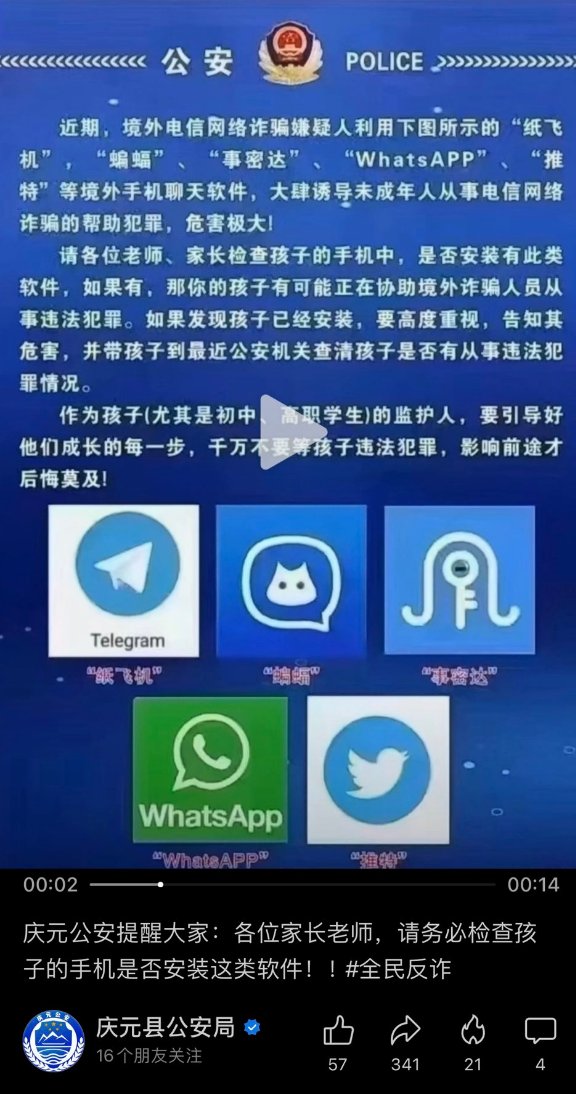 公安 POLICE
近期，境外电信网络诈骗嫌疑人利用下图所示的“纸飞
机”，“蝙蝠”、“事密达”、“WhatsAPP”、“推
特”等境外手机聊天软件，大肆诱导未成年人从事电信网络
诈骗的帮助犯罪，危害极大!
请各位老师、家长检查孩子的手机中，是否安装有此类
软件，如果有，那你的孩子有可能正在协助境外诈骗人员从
事违法犯罪。如果发现孩子已经安装，要高度重视，告知其
危害，并带孩子到最近公安机关查清孩子是否有从事违法犯
罪情况。
作为孩子(尤其是初中、高职学生)的监护人，要引导好
他们成长的每一步，千万不要等孩子违法犯罪，影响前途才
后悔莫及!
Telegram
“纸飞机” “蝙蝠” “事密达”
WhatsApp
“WhatsAPP” “推特”
00:02 00:14
庆元公安提醒大家：各位家长老师，请务必检查孩
子的手机是否安装这类软件！！#全民反诈
庆元公安
庆元县公安局
16个朋友关注
57 341 21 4